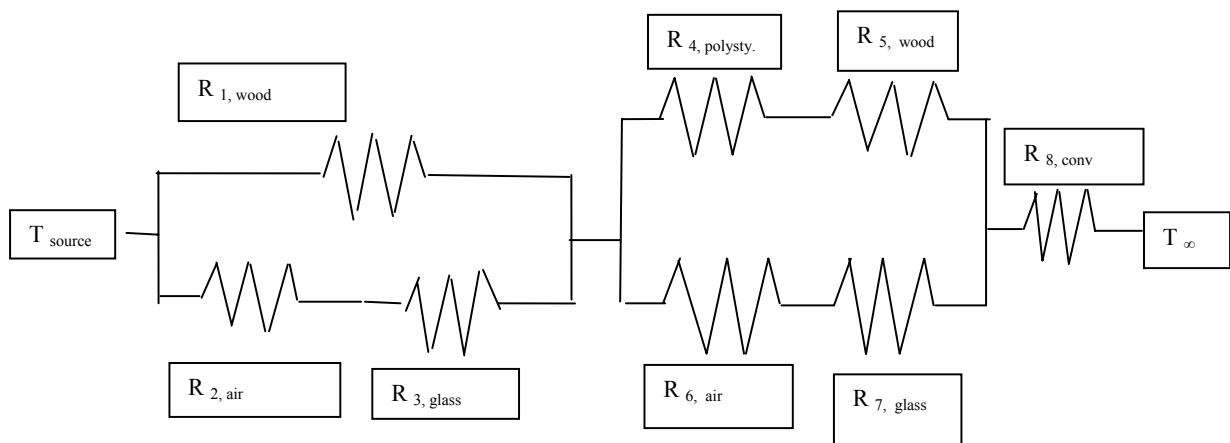 R 4, polysty.
R 5, wood
R 1, wood
R 8, conv
T source
T ∞
R 2, air
R 3, glass
R 6, air
R 7, glass